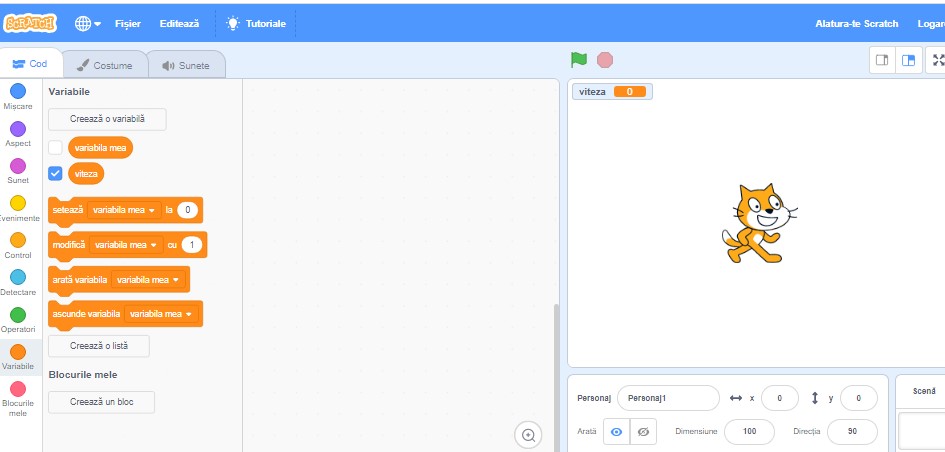 SCRATCH
Fișier
Editează
Tutoriale
Alatura-te Scratch
Cod
Costume
Sunete
Variabile
Creează o variabilă
variabila mea
viteza
setează variabila mea la 0
modifică variabila mea cu 1
arată variabila variabila mea
ascunde variabila variabila mea
Creează o listă
Blocurile mele
Creează un bloc
Mișcare
Aspect
Sunet
Evenimente
Control
Detectare
Operatori
Variabile
Blocurile
mele
viteza 0
Personaj Personaj1 x 0 y 0
Arată Dimensiune 100 Direcția 90
Scenă